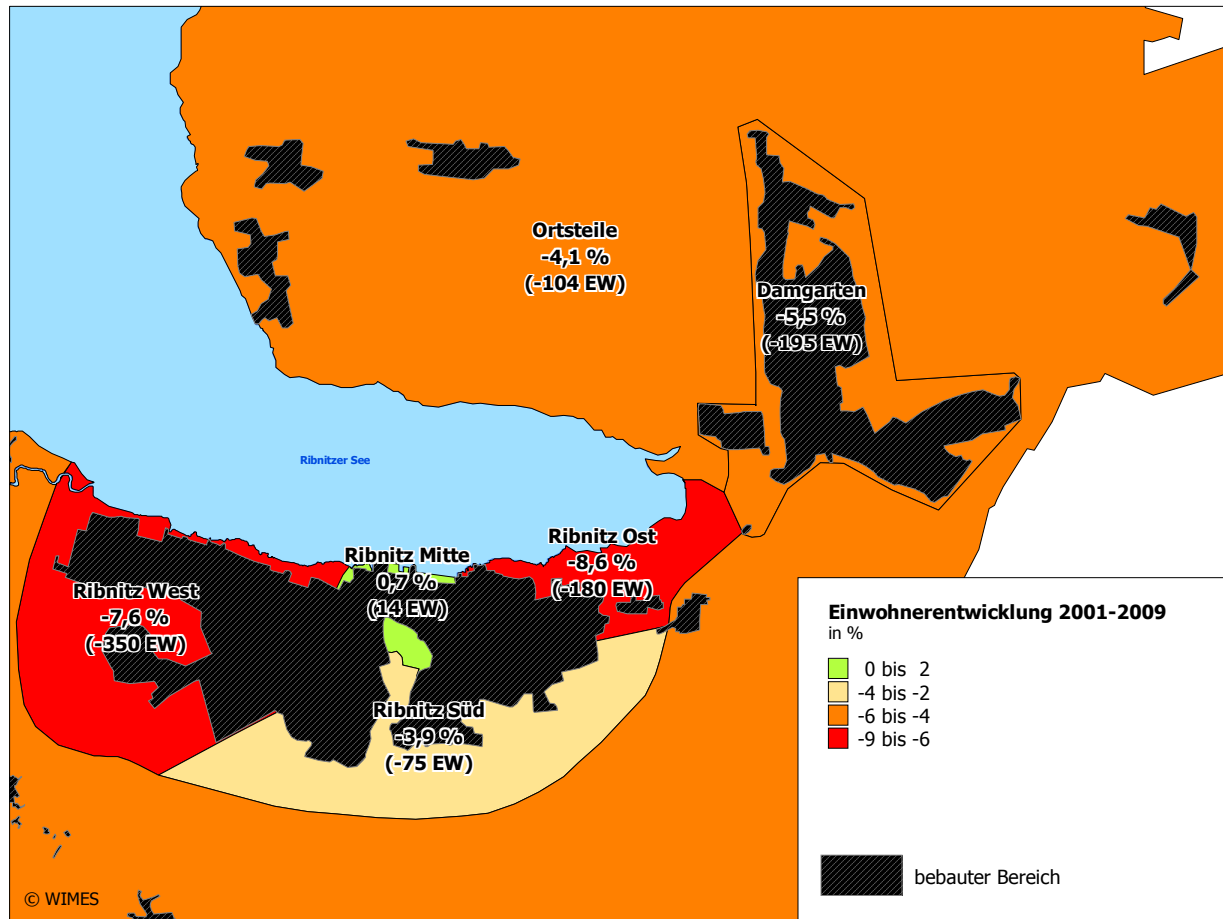 Ortsteile
-4,1 %
(-104 EW)
Damgarten
-5,5 %
(-195 EW)
Ribnitzer See
Ribnitz Ost
-8,6 %
(-180 EW)
Ribnitz Mitte
0,7 %
(14 EW)
Ribnitz West
-7,6 %
(-350 EW)
Ribnitz Süd
-3,9 %
(-75 EW)
Einwohnerentwicklung 2001-2009
in %
0 bis 2
-4 bis -2
-6 bis -4
-9 bis -6
bebauter Bereich
© WIMES